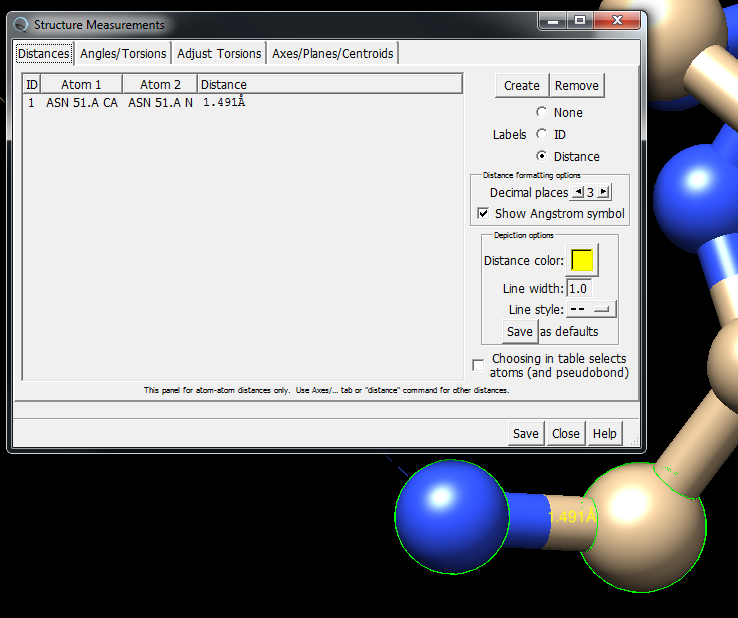 Structure Measurements
Distances Angles/Torsions Adjust Torsions Axes/Planes/Centroids
ID Atom 1 Atom 2 Distance
1 ASN 51.A CA ASN 51.A N 1.491Å
Create Remove
None
Labels ID
Distance
Distance formatting options
Decimal places 3
Show Angstrom symbol
Depiction options
Distance color:
Line width: 1.0
Line style: --
Save as defaults
Choosing in table selects
atoms (and pseudobond)
This panel for atom-atom distances only. Use Axes/... tab or "distance" command for other distances.
Save Close Help
1.491Å